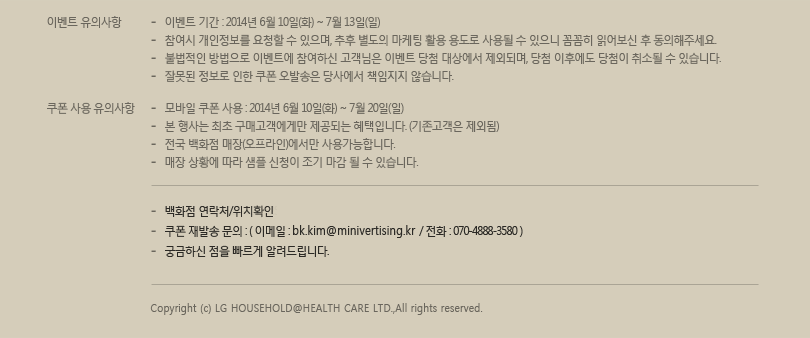 이벤트 유의사항 - 이벤트 기간 : 2014년 6월 10일(화) ~ 7월 13일(일)
- 참여시 개인정보를 요청할 수 있으며, 추후 별도의 마케팅 활용 용도로 사용될 수 있으니 꼼꼼히 읽어보신 후 동의해주세요.
- 불법적인 방법으로 이벤트에 참여하신 고객님은 이벤트 당첨 대상에서 제외되며, 당첨 이후에도 당첨이 취소될 수 있습니다.
- 잘못된 정보로 인한 쿠폰 오발송은 당사에서 책임지지 않습니다.
쿠폰 사용 유의사항 - 모바일 쿠폰 사용 : 2014년 6월 10일(화) ~ 7월 20일(일)
- 본 행사는 최초 구매고객에게만 제공되는 혜택입니다. (기존고객은 제외됨)
- 전국 백화점 매장(오프라인)에서만 사용가능합니다.
- 매장 상황에 따라 샘플 신청이 조기 마감 될 수 있습니다.
- 백화점 연락처/위치확인
- 쿠폰 재발송 문의 : ( 이메일 : bk.kim@minivertising.kr / 전화 : 070-4888-3580 )
- 궁금하신 점을 빠르게 알려드립니다.
Copyright (c) LG HOUSEHOLD@HEALTH CARE LTD.,All rights reserved.